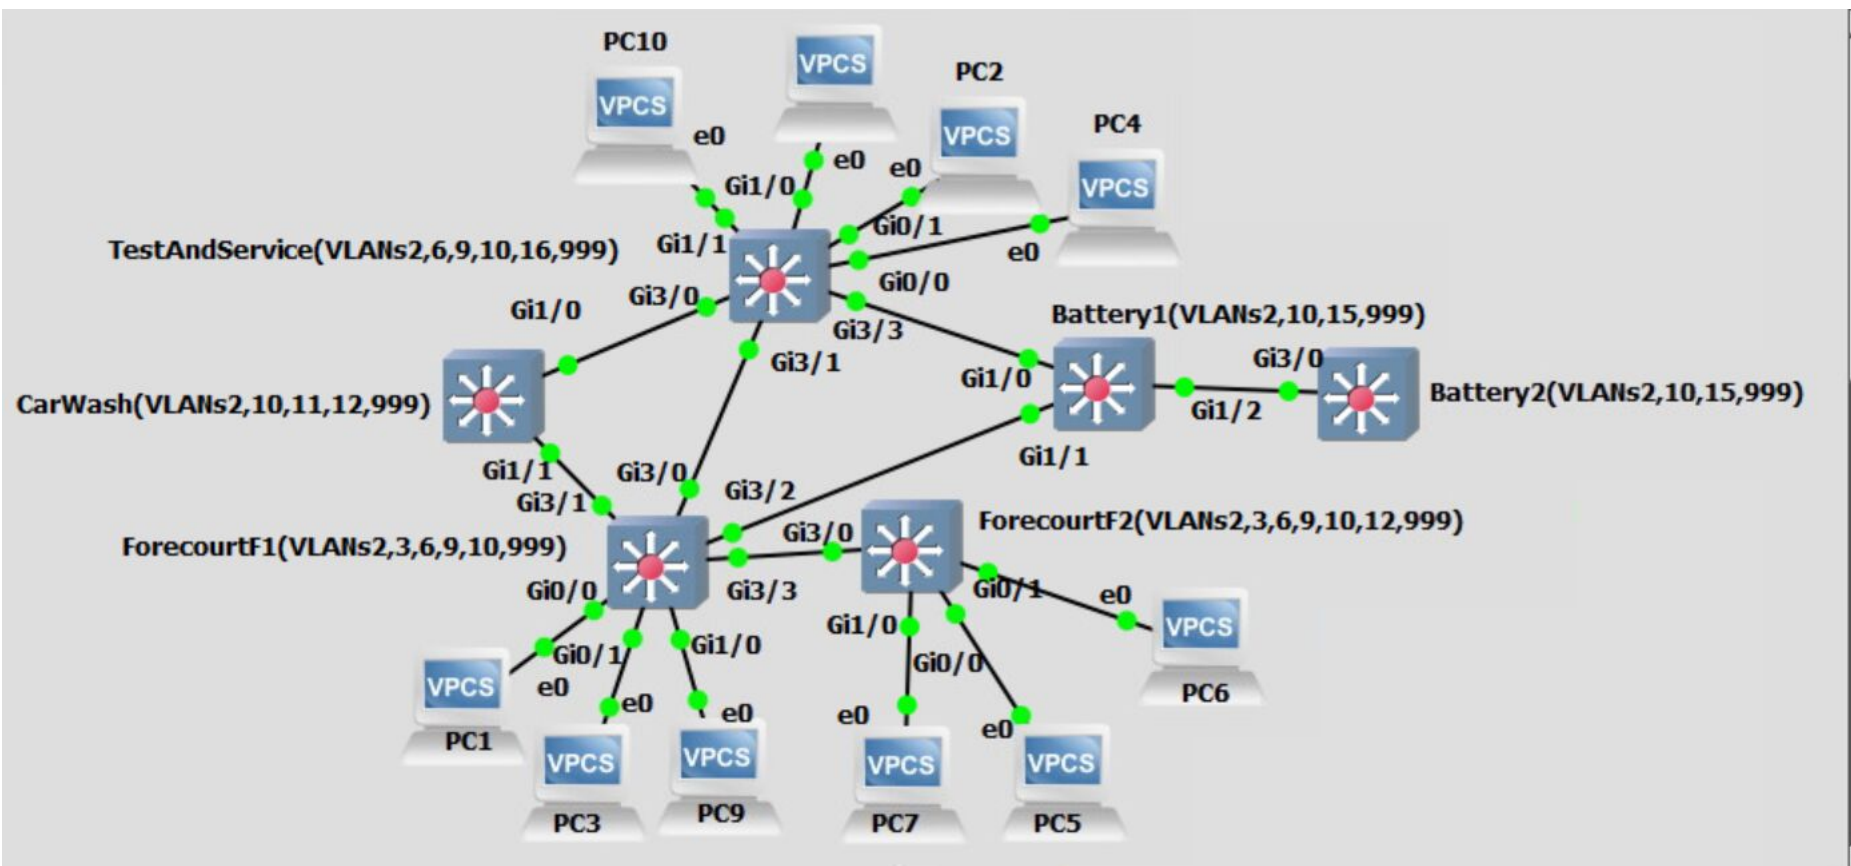 PC10
VPCS
PC2
VPCS
e0
VPCS
PC4
VPCS
e0
e0
Gi1/0
Gi0/1
e0
Gi1/1
TestAndService(VLANs2,6,9,10,16,999)
Gi0/0
Gi3/0
Gi1/0
Gi3/3
Battery1(VLANs2,10,15,999)
Gi3/1
Gi3/0
Gi1/0
CarWash(VLANs2,10,11,12,999)
Gi1/2
Battery2(VLANs2,10,15,999)
Gi1/1
Gi1/1
Gi3/0
Gi3/1
Gi3/2
Gi3/0
ForecourtF2(VLANs2,3,6,9,10,12,999)
ForecourtF1(VLANs2,3,6,9,10,999)
Gi0/0
Gi3/3
Gi0/1
e0
Gi1/0
VPCS
Gi0/1
Gi1/0
Gi0/0
VPCS
e0
PC6
e0
e0
e0
e0
PC1
VPCS
VPCS
VPCS
VPCS
PC3
PC9
PC7
PC5